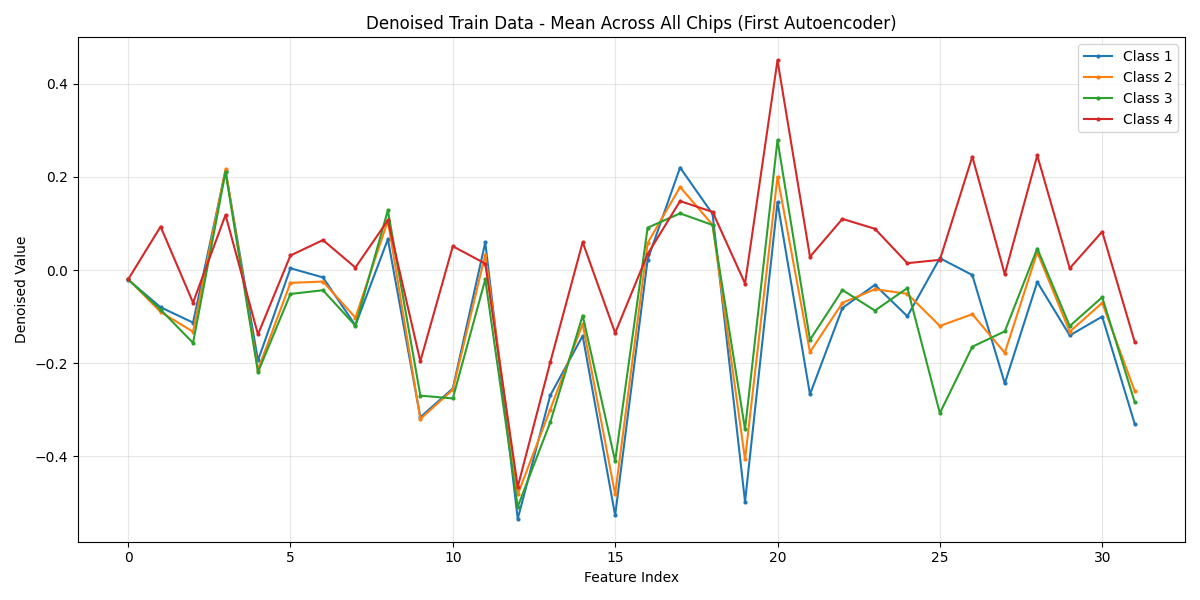 Denoised Train Data - Mean Across All Chips (First Autoencoder)
Class 1
Class 2
Class 3
Class 4
Denoised Value
0.4
0.2
0.0
−0.2
−0.4
0 5 10 15 20 25 30
Feature Index